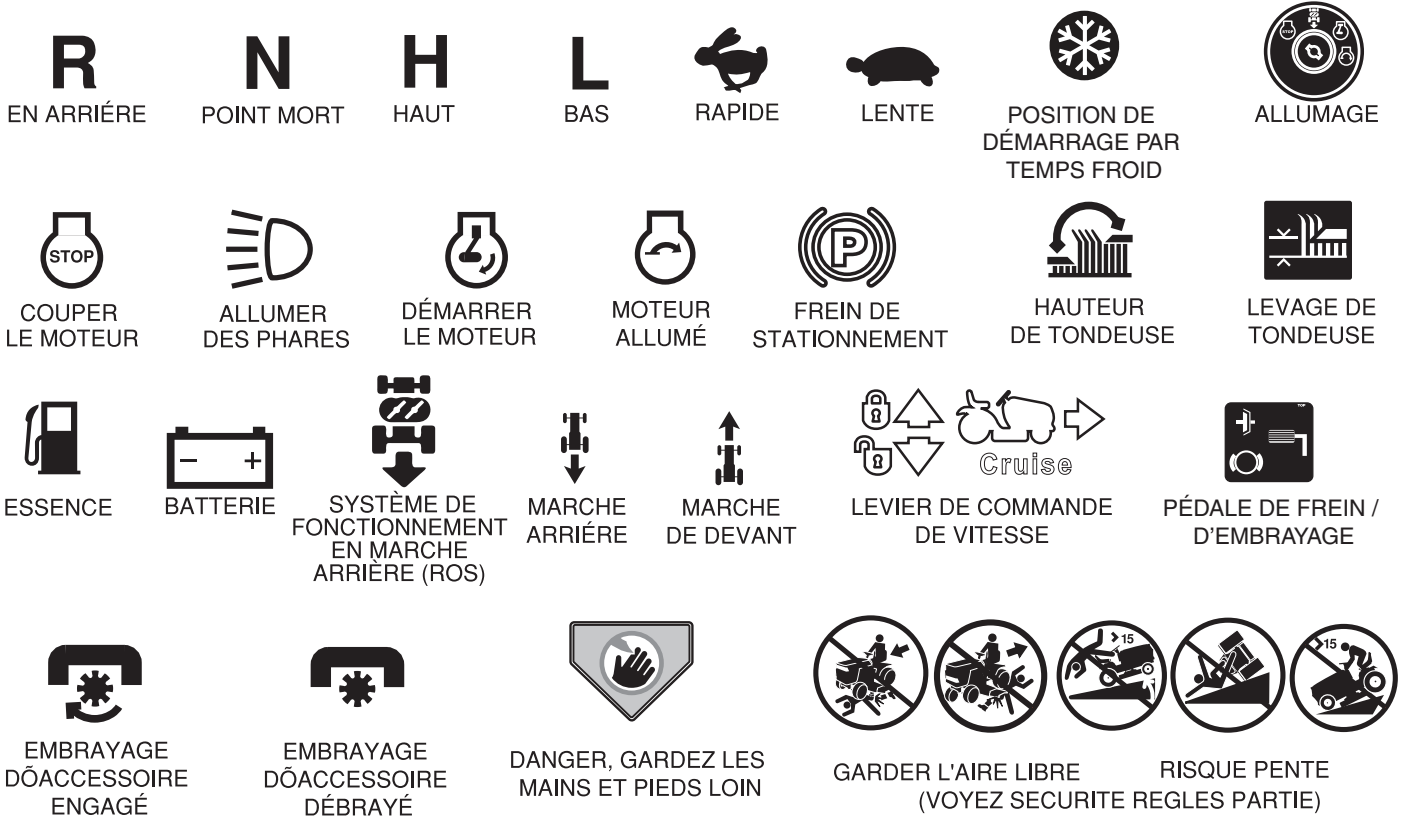 R
N
H
L
EN ARRIÉRE
POINT MORT
HAUT
BAS
RAPIDE
LENTE
POSITION DE
DÉMARRAGE PAR
TEMPS FROID
STOP
ALLUMAGE
STOP
COUPER
LE MOTEUR
ALLUMER
DES PHARES
DÉMARRER
LE MOTEUR
MOTEUR
ALLUMÉ
P
FREIN DE
STATIONNEMENT
HAUTEUR
DE TONDEUSE
LEVAGE DE
TONDEUSE
ESSENCE
- +
BATTERIE
SYSTÈME DE
FONCTIONNEMENT
EN MARCHE
ARRIÈRE (ROS)
MARCHE
ARRIÉRE
MARCHE
DE DEVANT
Cruise
LEVIER DE COMMANDE
DE VITESSE
TOP
PÉDALE DE FREIN /
D'EMBRAYAGE
EMBRAYAGE
DÕACCESSOIRE
ENGAGÉ
EMBRAYAGE
DÕACCESSOIRE
DÉBRAYÉ
DANGER, GARDEZ LES
MAINS ET PIEDS LOIN
>15
>15
GARDER L'AIRE LIBRE
RISQUE PENTE
(VOYEZ SECURITE REGLES PARTIE)